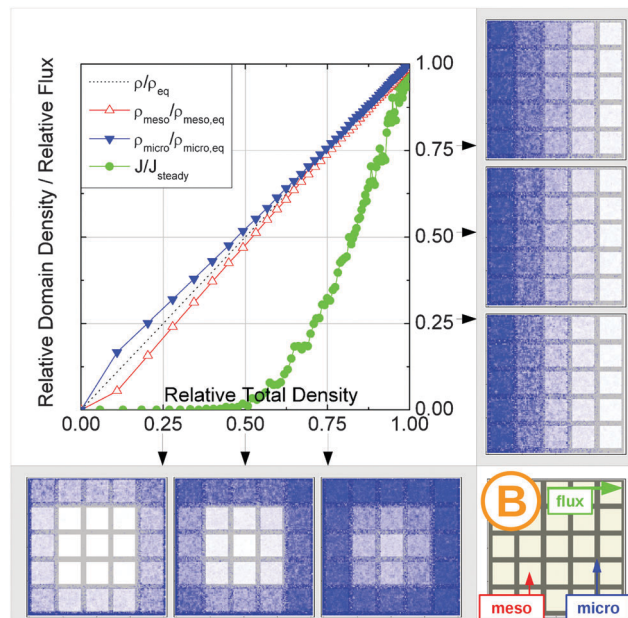 Relative Domain Density / Relative Flux
ρ/ρeq
ρmeso/ρmeso,eq
ρmicro/ρmicro,eq
J/Jsteady
1.00
0.75
0.50
0.25
0.00
Relative Total Density
0.00 0.25 0.50 0.75 1.00
B
flux
meso
micro